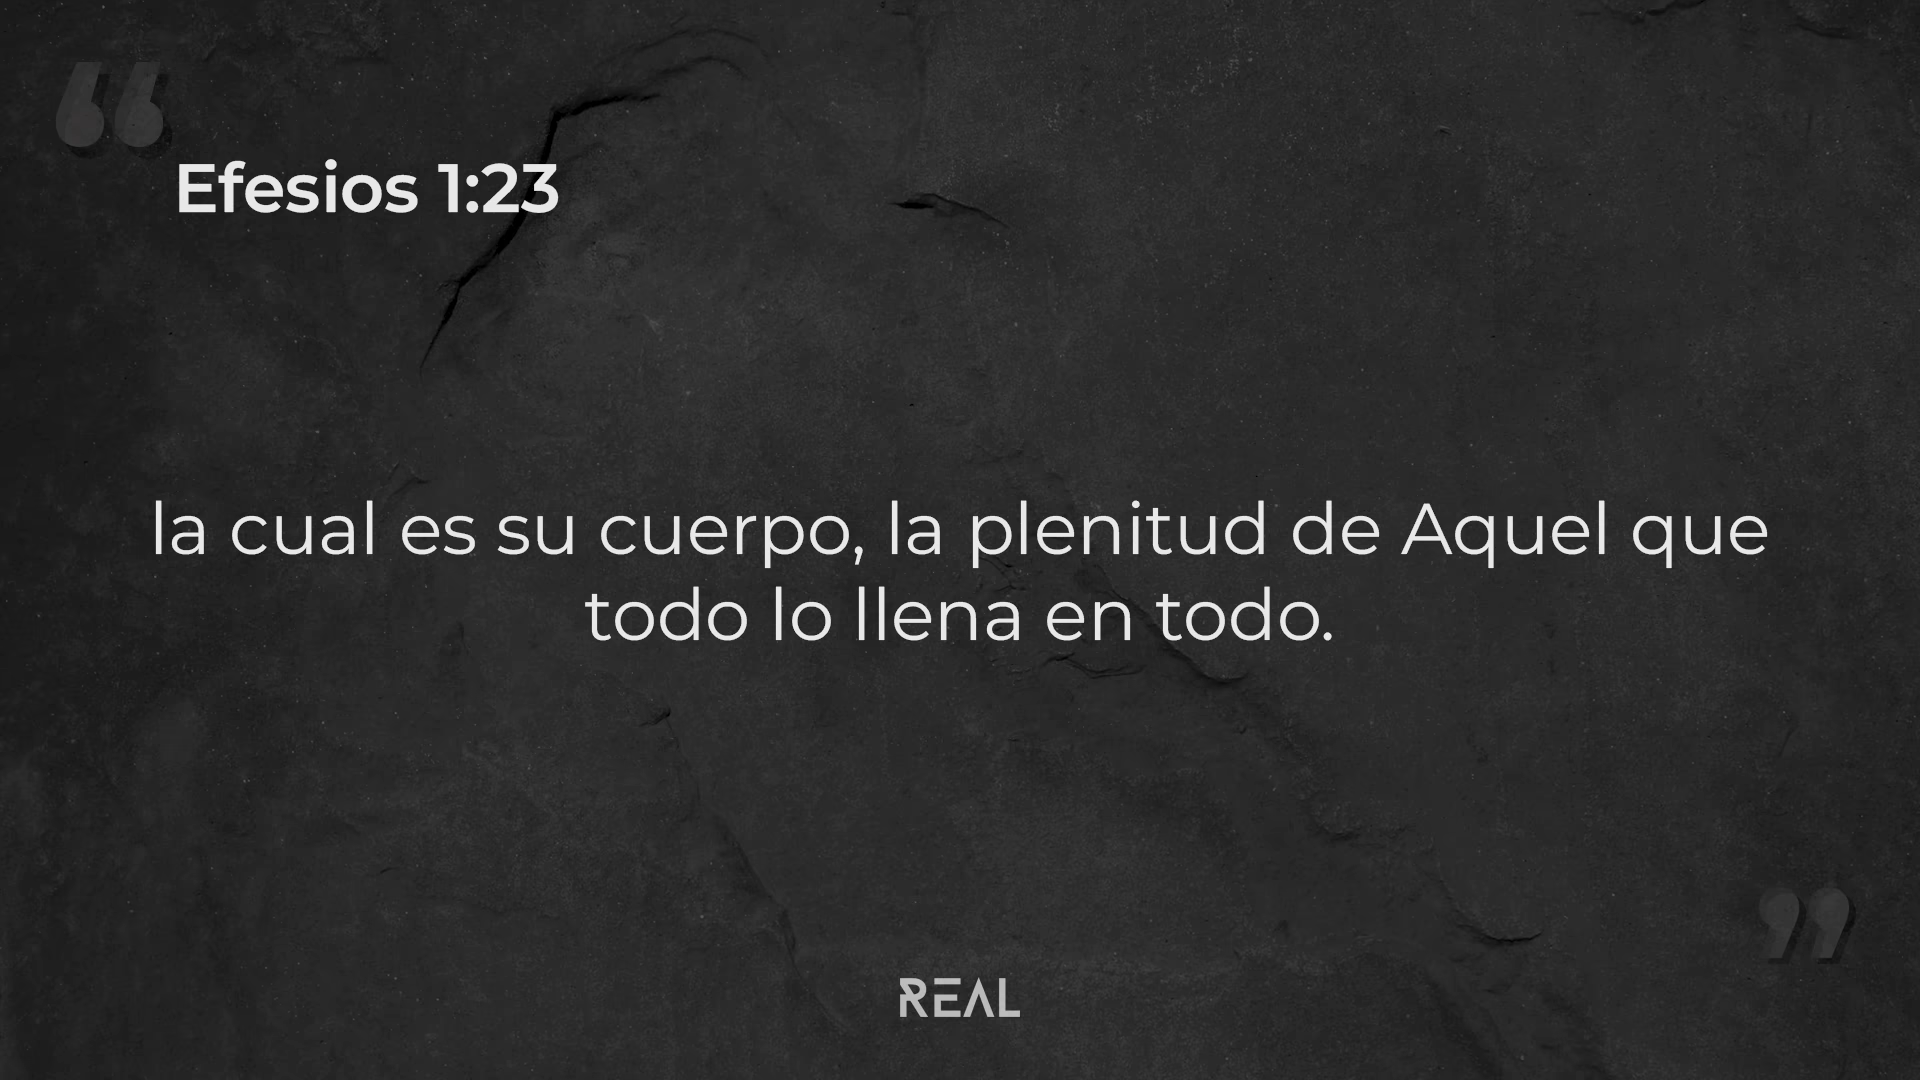 “
Efesios 1:23
la cual es su cuerpo, la plenitud de Aquel que
todo lo llena en todo.
”
REAL